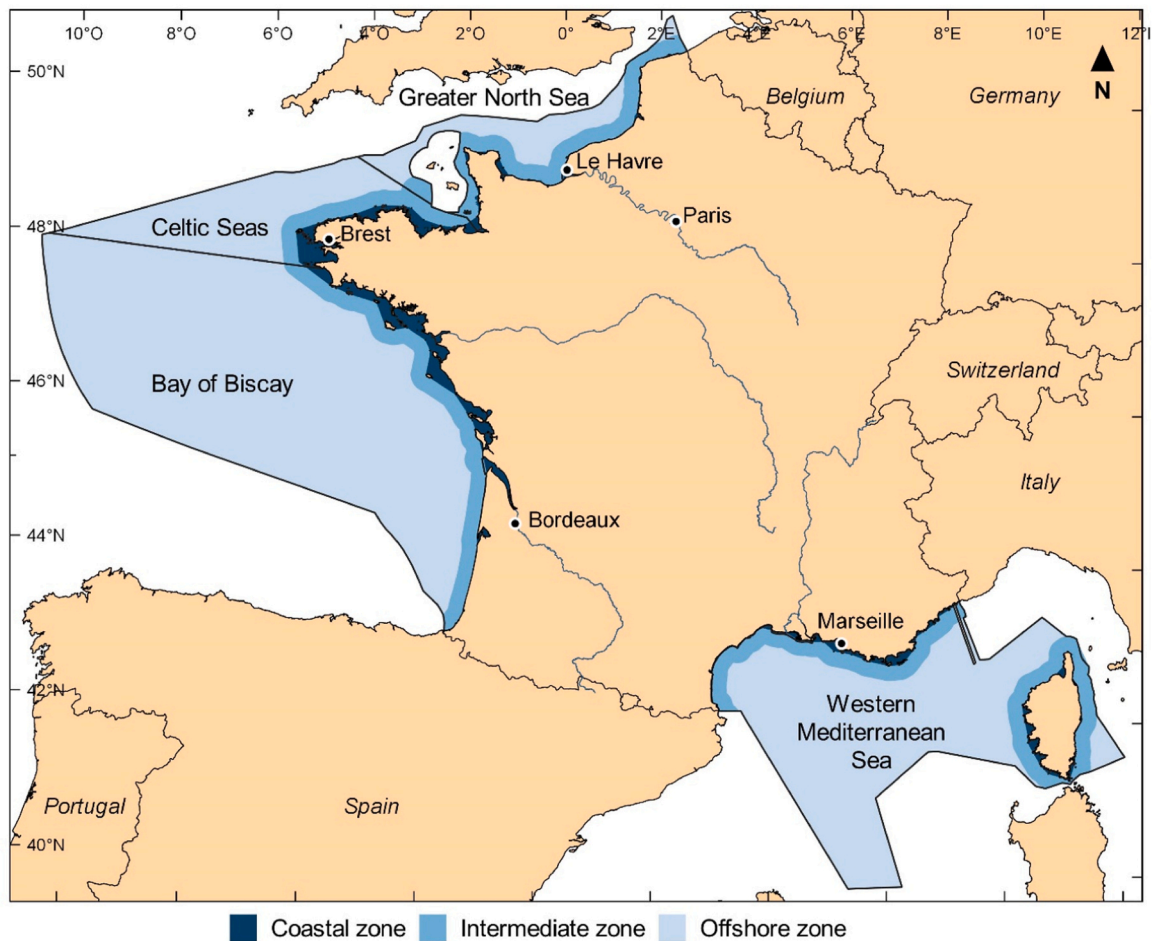 10°O 8°O 6°O 4°O 2°O 0° 2°E 4°E 6°E 8°E 10°E
50°N
Greater North Sea
Belgium
Germany
N
Le Havre
Paris
48°N
Celtic Seas
Brest
46°N
Bay of Biscay
Switzerland
Italy
44°N
Bordeaux
Marseille
42°N
Western
Mediterranean
Sea
Portugal
Spain
40°N
Coastal zone Intermediate zone Offshore zone